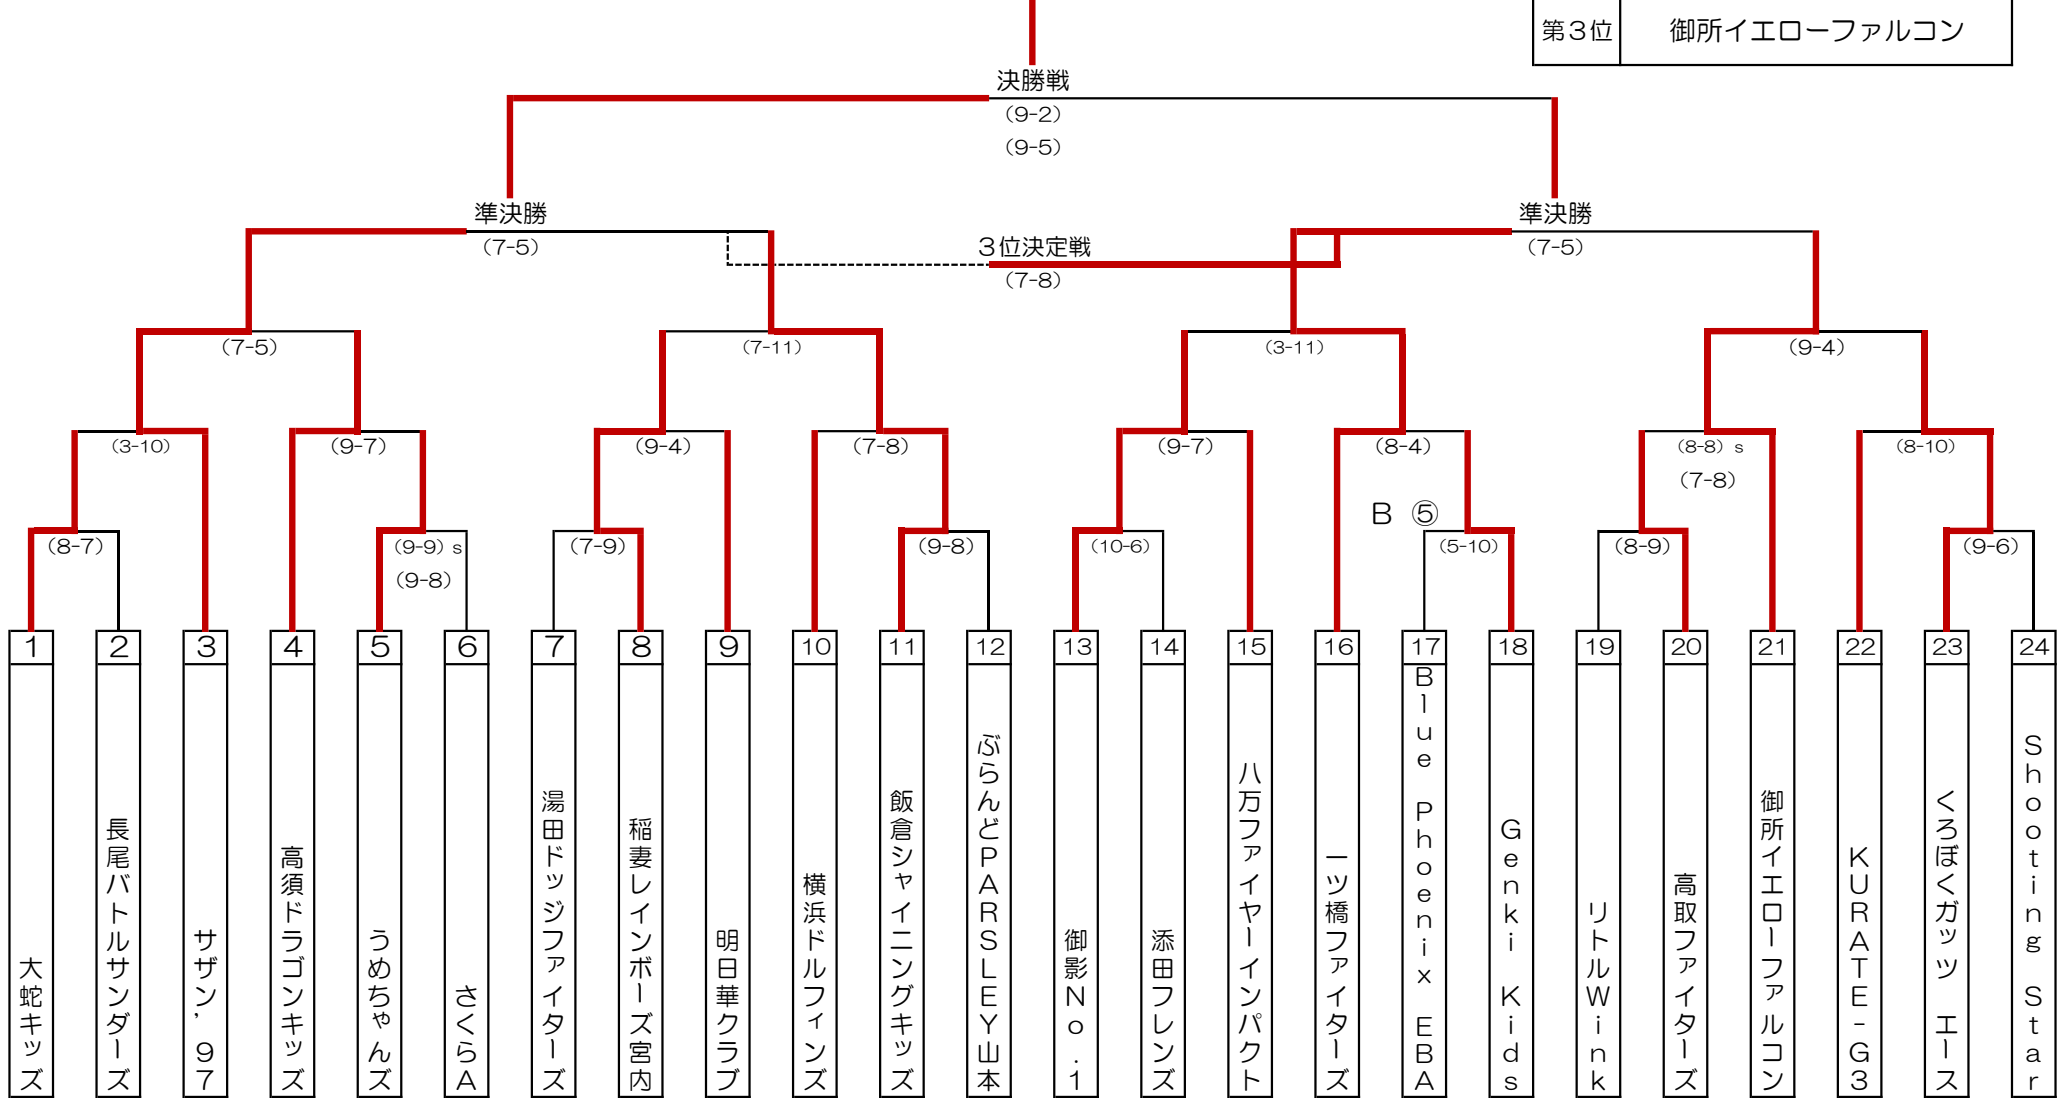 第3位 御所イエローファルコン
決勝戦
(9-2)
(9-5)
準決勝
準決勝
(7-5)
3位決定戦
(7-5)
(7-8)
(7-5)
(7-11)
(3-11)
(9-4)
(3-10)
(9-7)
(9-4)
(7-8)
(9-7)
(8-4)
(8-8) s
(8-10)
(7-8)
B ⑤
(8-7)
(9-9) s
(7-9)
(9-8)
(10-6)
(5-10)
(8-9)
(9-6)
(9-8)
1 2 3 4 5 6 7 8 9 10 11 12 13 14 15 16 17 18 19 20 21 22 23 24
大蛇キッズ
長尾バトルサンダーズ
サザン’97
高須ドラゴンキッズ
うめちゃんズ
さくらA
湯田ドッジファイターズ
稲妻レインボーズ宮内
明日華クラブ
横浜ドルフィンズ
飯倉シャイニングキッズ
ぶらんどPARSLEY山本
御影No.1
添田フレンズ
八万ファイヤーインパクト
一ツ橋ファイターズ
Blue Phoenix EBA
Genki Kids
リトルWink
高取ファイターズ
御所イエローファルコン
KURATE-G3
くろぼくガッツ エース
Shooting Star